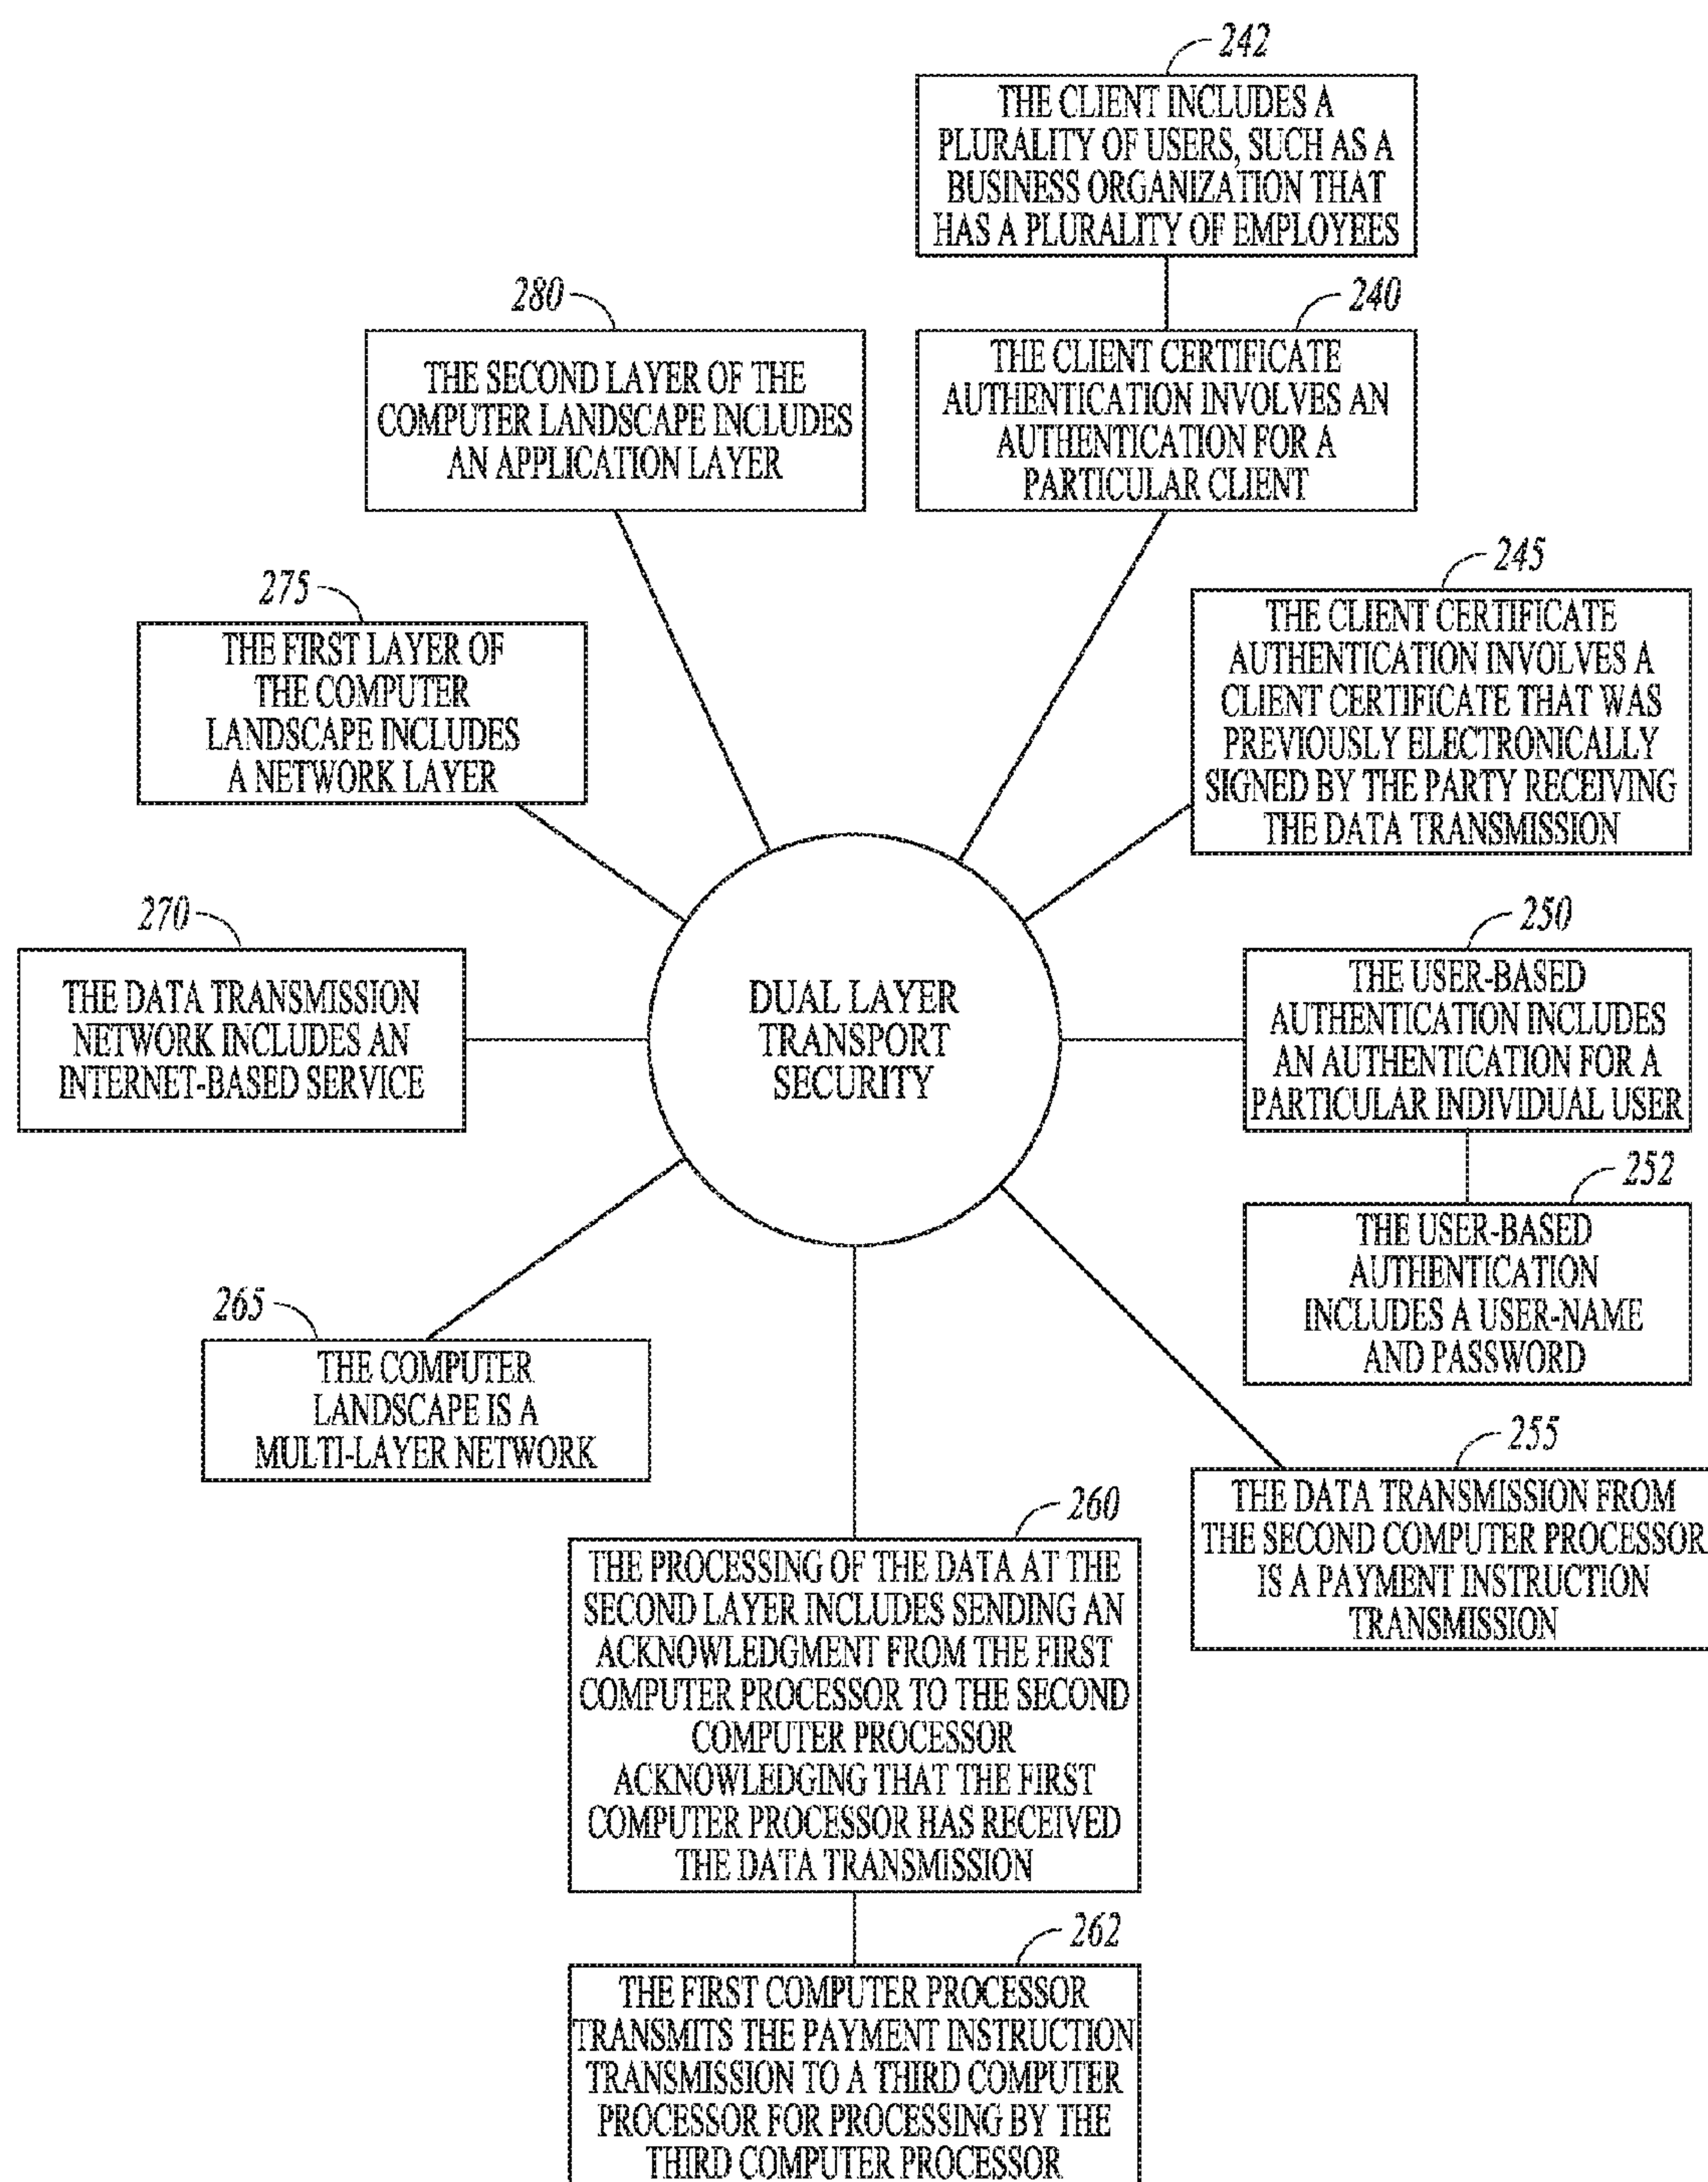 242
THE CLIENT INCLUDES A
PLURALITY OF USERS, SUCH AS A
BUSINESS ORGANIZATION THAT
HAS A PLURALITY OF EMPLOYEES
280
THE SECOND LAYER OF THE
COMPUTER LANDSCAPE INCLUDES
AN APPLICATION LAYER
240
THE CLIENT CERTIFICATE
AUTHENTICATION INVOLVES AN
AUTHENTICATION FOR A
PARTICULAR CLIENT
275
THE FIRST LAYER OF
THE COMPUTER
LANDSCAPE INCLUDES
A NETWORK LAYER
245
THE CLIENT CERTIFICATE
AUTHENTICATION INVOLVES A
CLIENT CERTIFICATE THAT WAS
PREVIOUSLY ELECTRONICALLY
SIGNED BY THE PARTY RECEIVING
THE DATA TRANSMISSION
270
THE DATA TRANSMISSION
NETWORK INCLUDES AN
INTERNET-BASED SERVICE
DUAL LAYER
TRANSPORT
SECURITY
250
THE USER-BASED
AUTHENTICATION INCLUDES
AN AUTHENTICATION FOR A
PARTICULAR INDIVIDUAL USER
252
THE USER-BASED
AUTHENTICATION
INCLUDES A USER-NAME
AND PASSWORD
265
THE COMPUTER
LANDSCAPE IS A
MULTI-LAYER NETWORK
255
THE DATA TRANSMISSION FROM
THE SECOND COMPUTER PROCESSOR
IS A PAYMENT INSTRUCTION
TRANSMISSION
260
THE PROCESSING OF THE DATA AT THE
SECOND LAYER INCLUDES SENDING AN
ACKNOWLEDGMENT FROM THE FIRST
COMPUTER PROCESSOR TO THE SECOND
COMPUTER PROCESSOR
ACKNOWLEDGING THAT THE FIRST
COMPUTER PROCESSOR HAS RECEIVED
THE DATA TRANSMISSION
262
THE FIRST COMPUTER PROCESSOR
TRANSMITS THE PAYMENT INSTRUCTION
TRANSMISSION TO A THIRD COMPUTER
PROCESSOR FOR PROCESSING BY THE
THIRD COMPUTER PROCESSOR